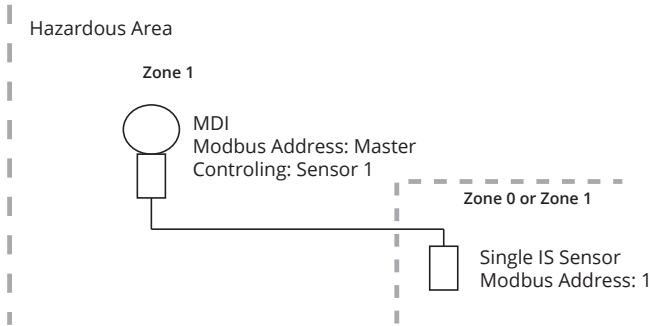 Hazardous Area
Zone 1
MDI
Modbus Address: Master
Controling: Sensor 1
Zone 0 or Zone 1
Single IS Sensor
Modbus Address: 1